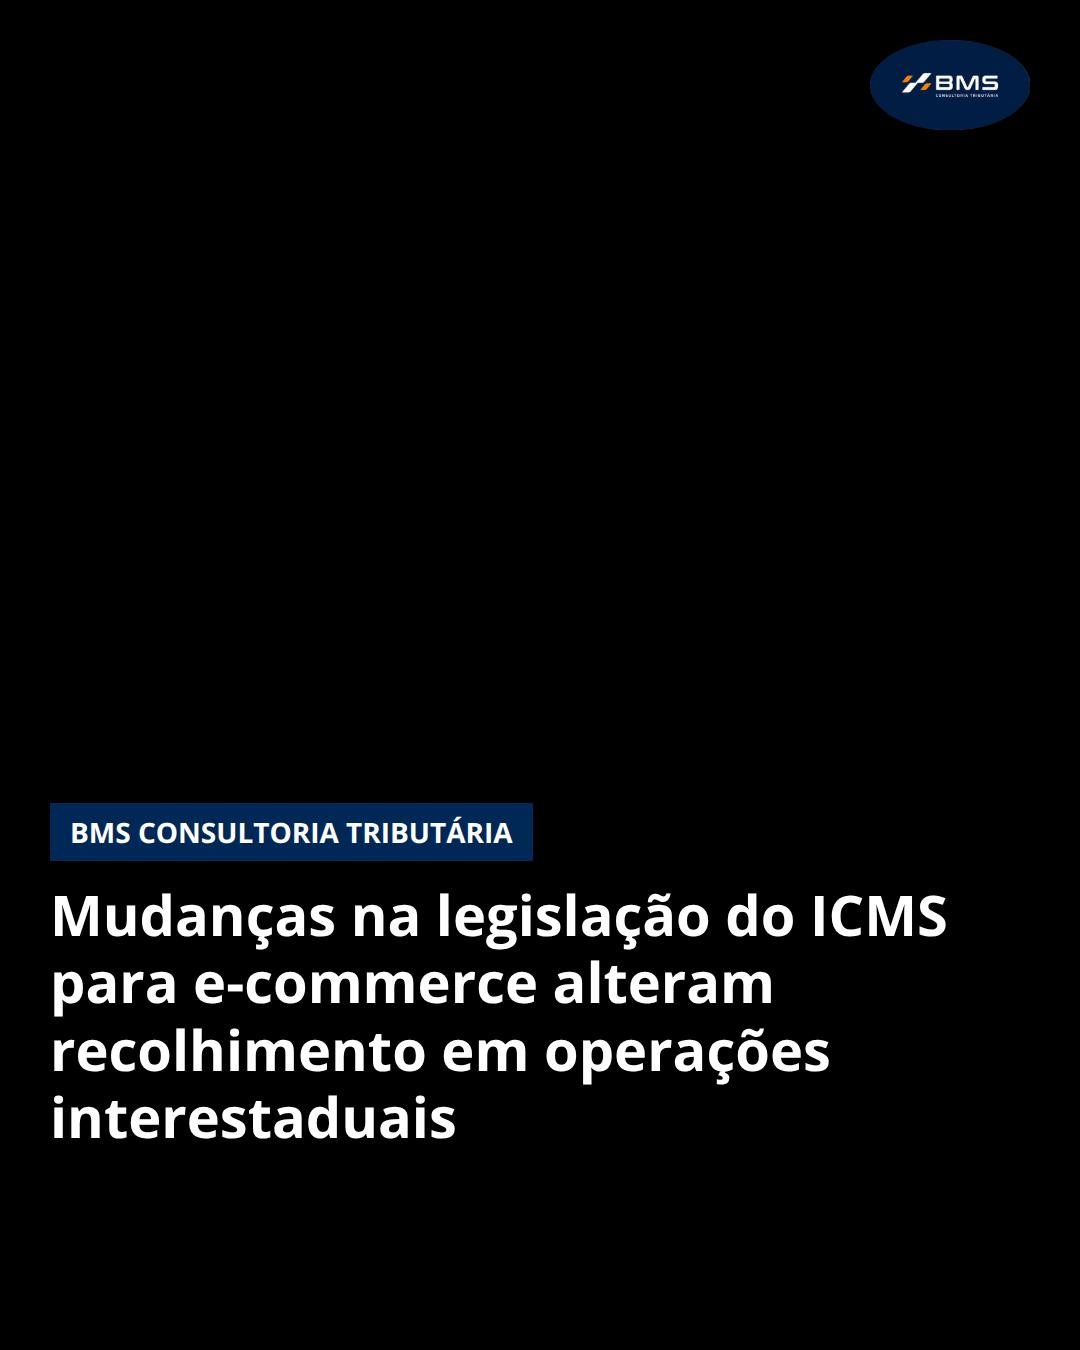 BMS
CONSULTORIA TRIBUTÁRIA
BMS CONSULTORIA TRIBUTÁRIA
Mudanças na legislação do ICMS
para e-commerce alteram
recolhimento em operações
interestaduais